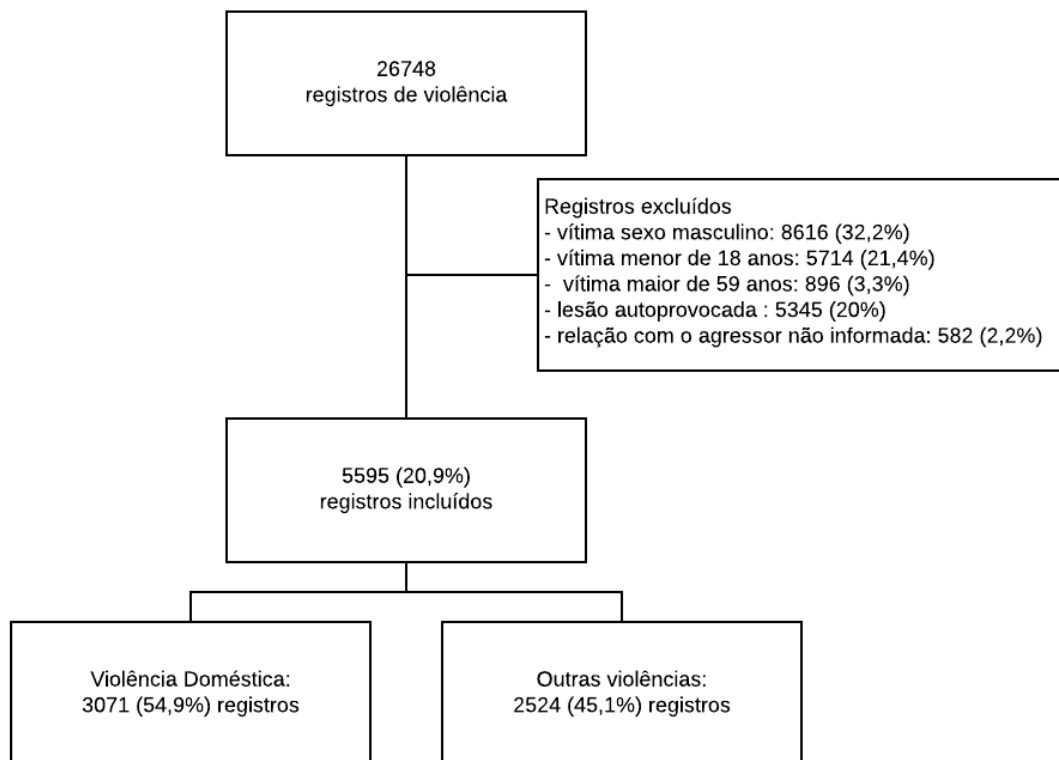 26748
registros de violência
Registros excluídos
- vítima sexo masculino: 8616 (32,2%)
- vítima menor de 18 anos: 5714 (21,4%)
- vítima maior de 59 anos: 896 (3,3%)
- lesão autoprovocada : 5345 (20%)
- relação com o agressor não informada: 582 (2,2%)
5595 (20,9%)
registros incluídos
Violência Doméstica:
3071 (54,9%) registros
Outras violências:
2524 (45,1%) registros